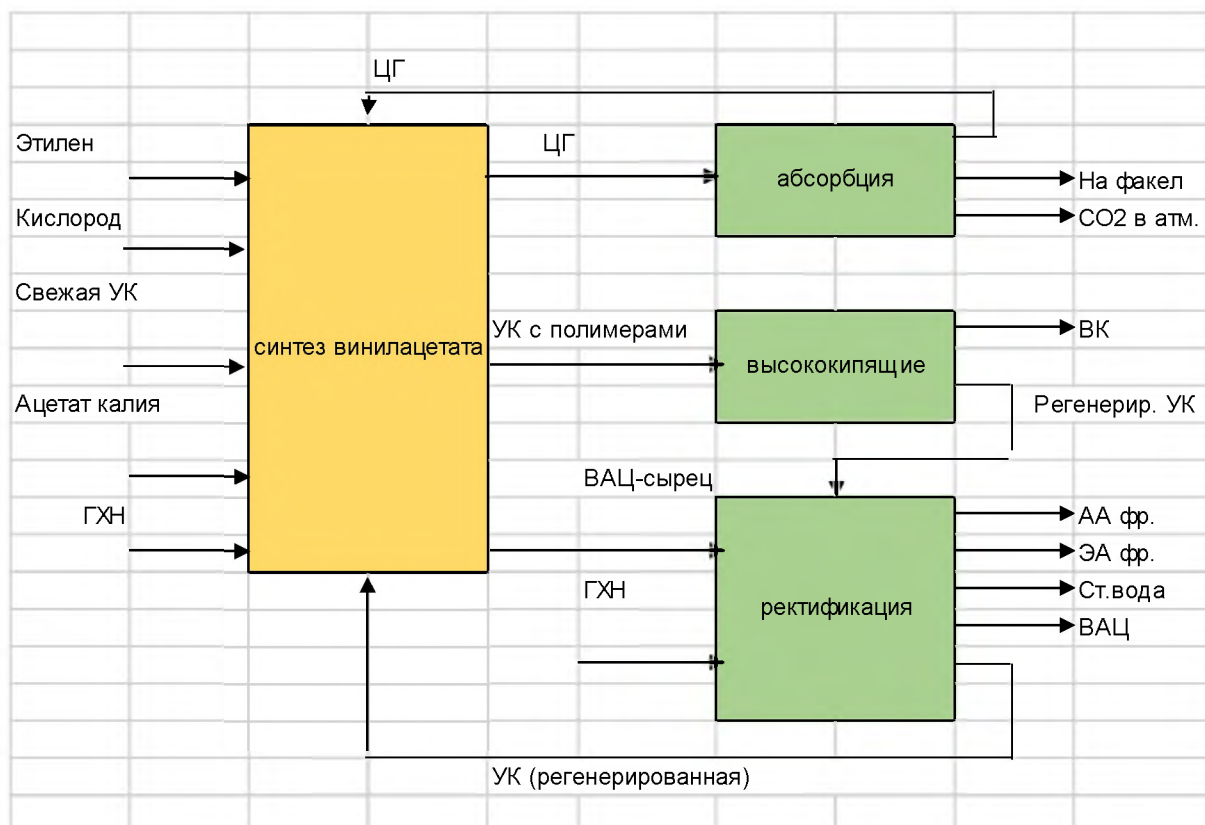 ЦГ
Этилен
ЦГ
абсорбция
На факел
СО2 в атм.
Кислород
Свежая УК
синтез винилацетата
УК с полимерами
высококипящие
ВК
Ацетат калия
Регенерир. УК
ВАЦ-сырец
ГХН
АА фр.
ЭА фр.
ГХН
ректификация
Ст.вода
ВАЦ
УК (регенерированная)